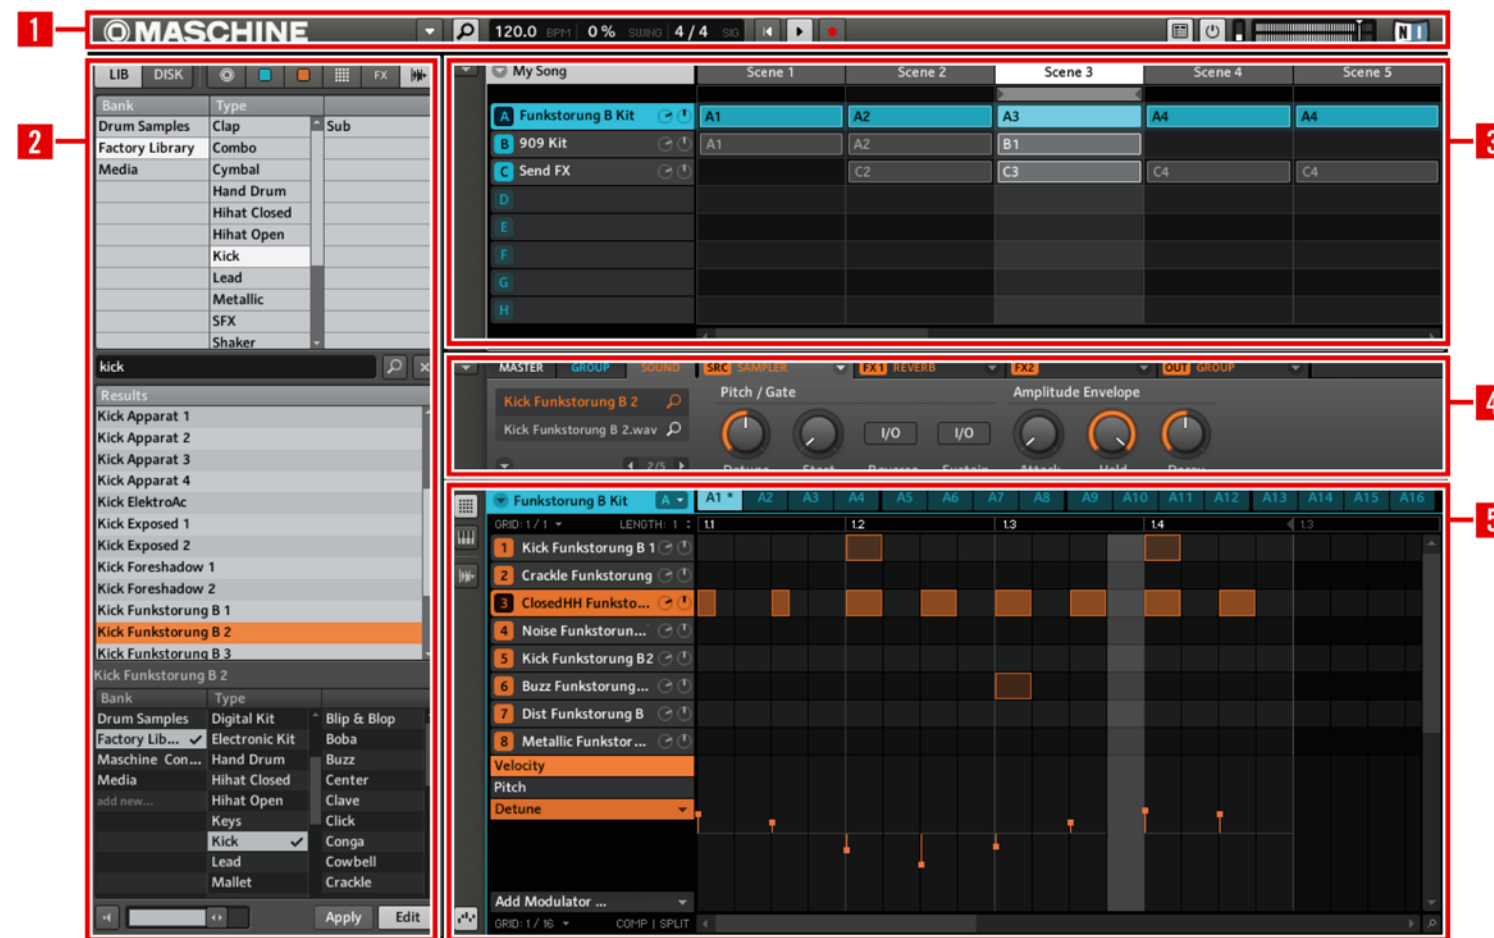 1
MASCHINE
120.0 BPM 0 % SWING 4 / 4 SIG
NI
2
LIB DISK FX
Bank Type
Drum Samples Clap Sub
Factory Library Combo
Media Cymbal
Hand Drum
Hihat Closed
Hihat Open
Kick
Lead
Metallic
SFX
Shaker
kick
Results
Kick Apparat 1
Kick Apparat 2
Kick Apparat 3
Kick Apparat 4
Kick ElektroAc
Kick Exposed 1
Kick Exposed 2
Kick Foreshadow 1
Kick Foreshadow 2
Kick Funkstorung B 1
Kick Funkstorung B 2
Kick Funkstorung B 3
Kick Funkstorung B 2
Bank Type
Drum Samples Digital Kit Blip & Blop
Factory Lib... Electronic Kit Boba
Maschine Con... Hand Drum Buzz
Media Hihat Closed Center
add new... Hihat Open Clave
Keys Click
Kick Conga
Lead Cowbell
Mallet Crackle
Apply Edit
3
My Song Scene 1 Scene 2 Scene 3 Scene 4 Scene 5
A Funkstorung B Kit A1 A2 A3 A4 A4
B 909 Kit A1 A2 B1
C Send FX C2 C3 C4 C4
D
E
F
G
H
4
MASTER GROUP SOUND SRC SAMPLER FX1 REVERB FX2 OUT GROUP
Pitch / Gate Amplitude Envelope
Kick Funkstorung B 2
Kick Funkstorung B 2.wav I/O I/O
2/5 Detune Start Reverse Sustain Attack Hold Decay
5
Funkstorung B Kit A A1 * A2 A3 A4 A5 A6 A7 A8 A9 A10 A11 A12 A13 A14 A15 A16
GRID: 1 / 1 LENGTH: 1 1.1 1.2 1.3 1.4 1.3
1 Kick Funkstorung B 1
2 Crackle Funkstorung
3 ClosedHH Funksto...
4 Noise Funkstorun...
5 Kick Funkstorung B2
6 Buzz Funkstorung...
7 Dist Funkstorung B
8 Metallic Funkstor...
Velocity
Pitch
Detune
Add Modulator ...
GRID: 1 / 16 COMP | SPLIT